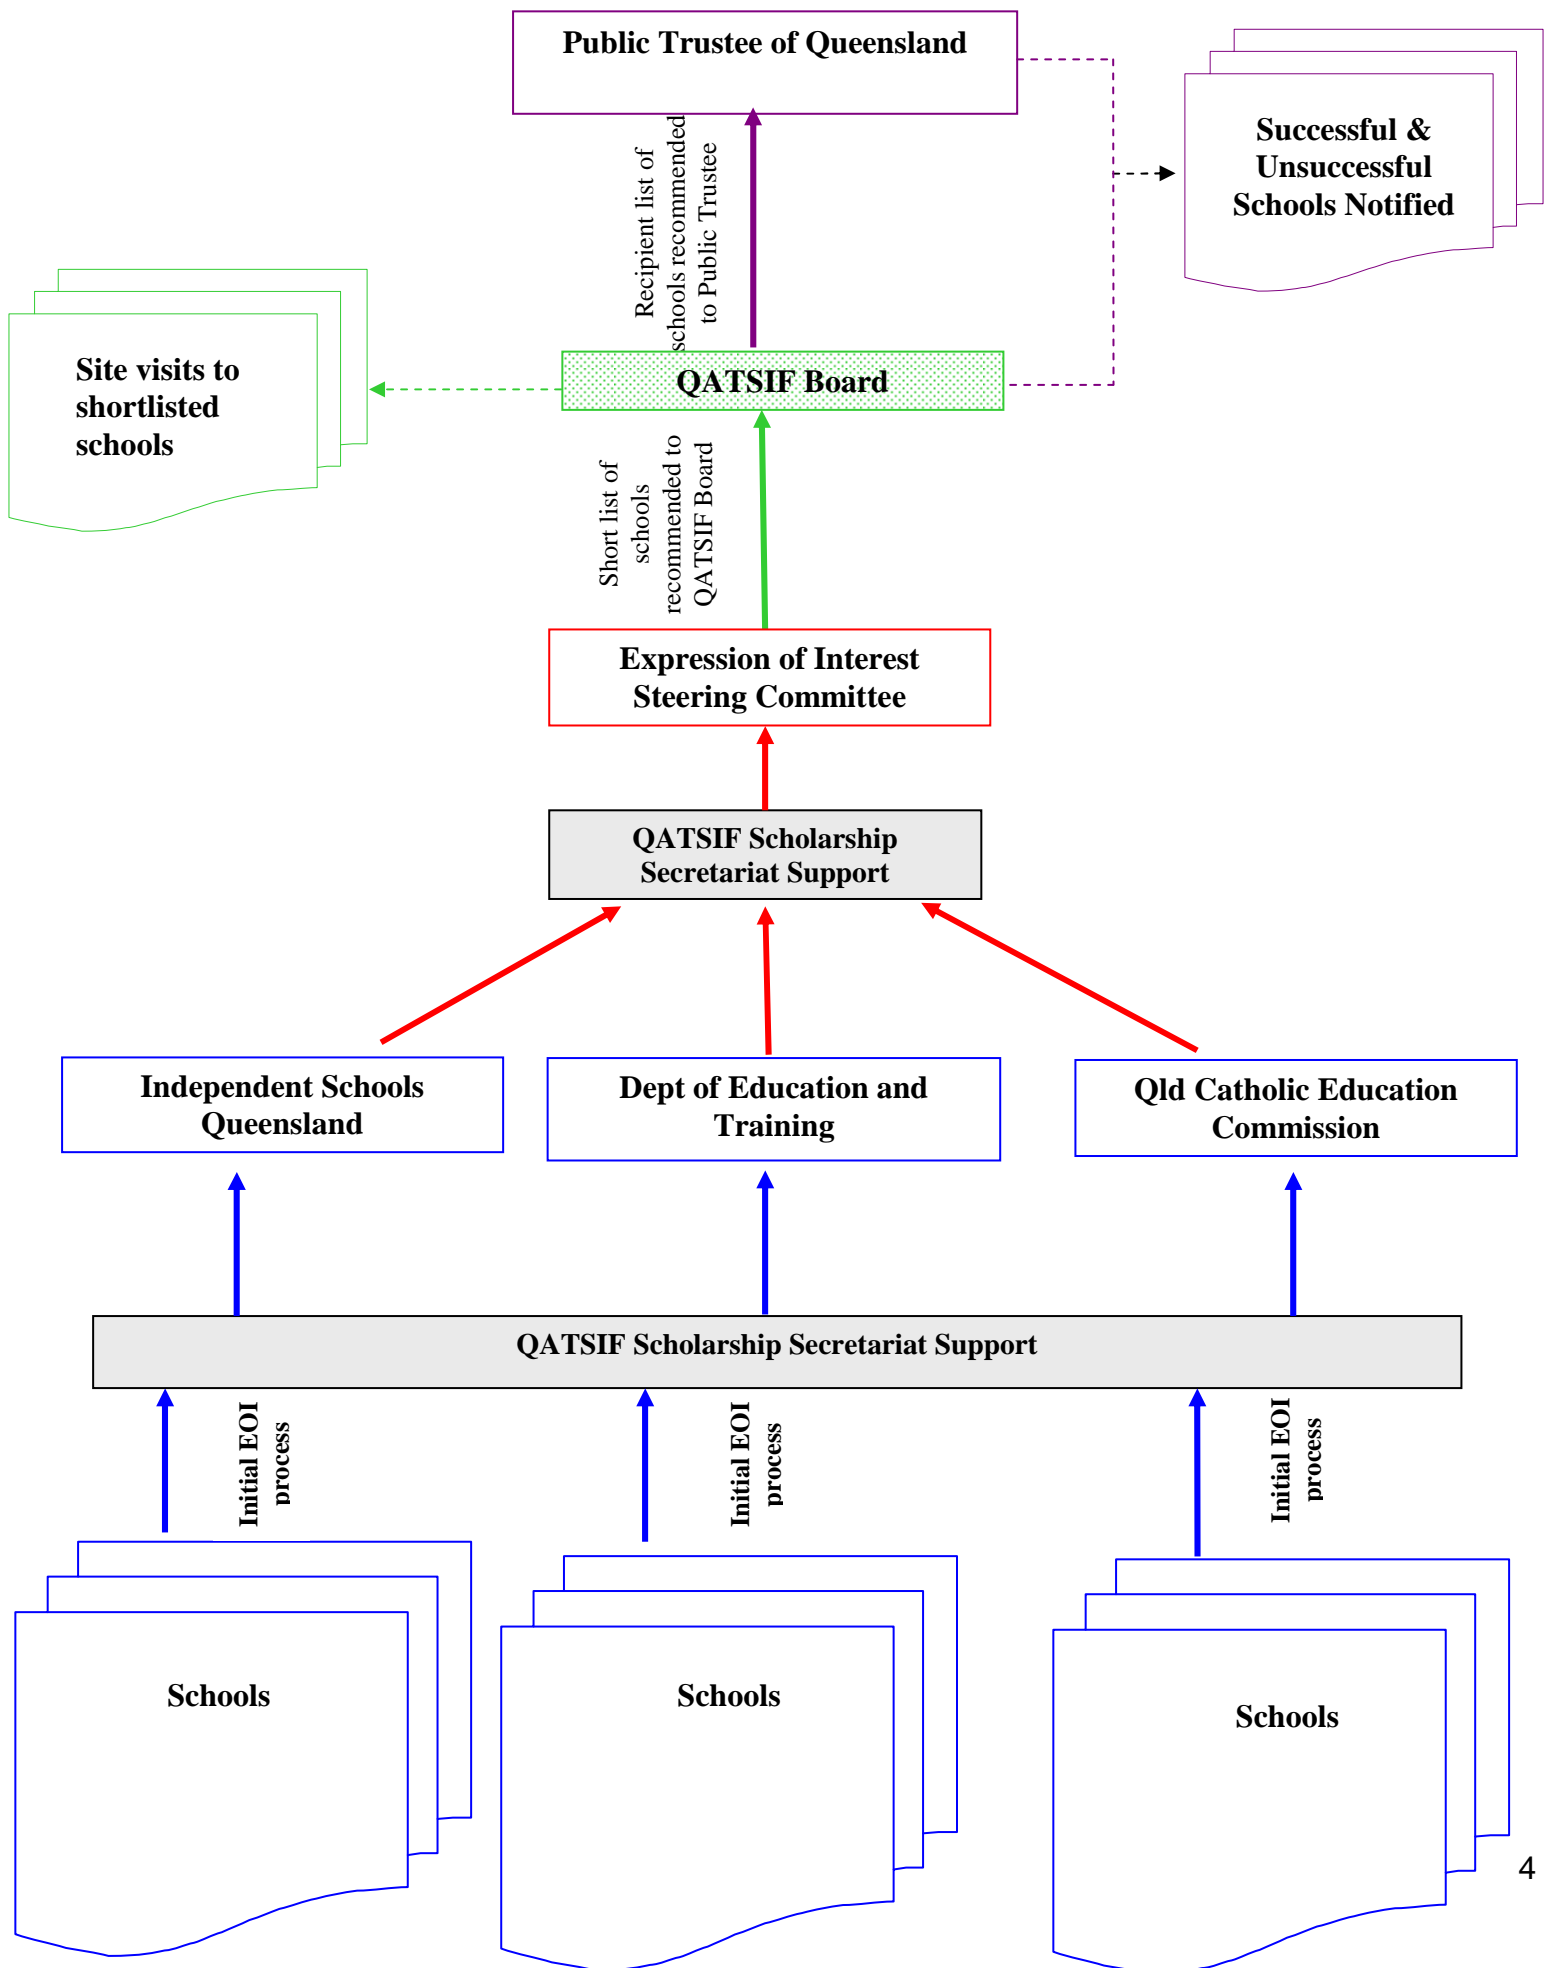 Public Trustee of Queensland
Successful &
Unsuccessful
Schools Notified
Recipient list of
schools recommended
to Public Trustee
Site visits to
shortlisted
schools
QATSIF Board
Short list of
schools
recommended to
QATSIF Board
Expression of Interest
Steering Committee
QATSIF Scholarship
Secretariat Support
Independent Schools
Queensland
Dept of Education and
Training
Qld Catholic Education
Commission
QATSIF Scholarship Secretariat Support
Initial EOI
process
Initial EOI
process
Initial EOI
process
Schools
Schools
Schools
4